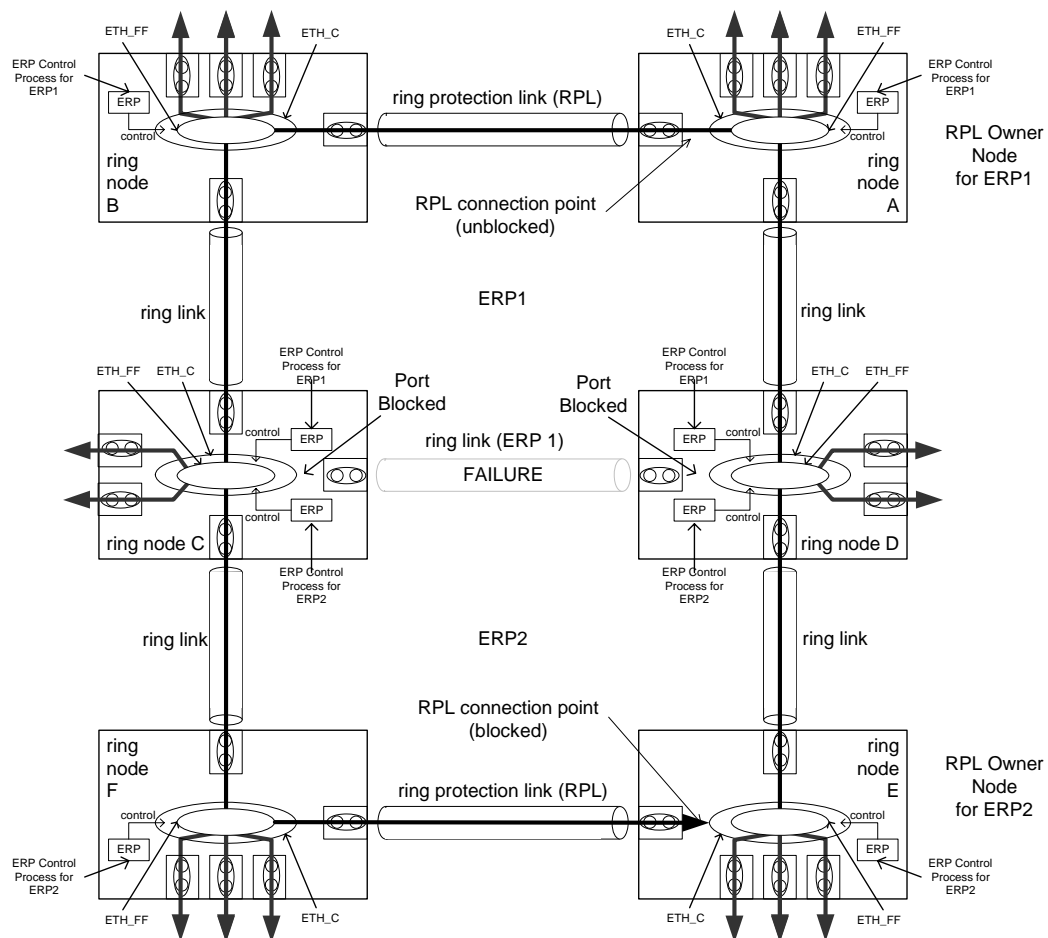 ETH_FF
ETH_C
ETH_C
ETH_FF
ERP Control
Process for
ERP1
ERP
control
ring
node
B
ring protection link (RPL)
ERP Control
Process for
ERP1
ERP
control
ring
node
A
RPL Owner
Node
for ERP1
RPL connection point
(unblocked)
ring link
ERP1
ring link
ETH_FF
ETH_C
ERP Control
Process for
ERP1
Port
Blocked
control
ERP
ERP
control
ring node C
ERP Control
Process for
ERP2
ring link (ERP 1)
FAILURE
Port
Blocked
ERP Control
Process for
ERP1
ETH_C
ETH_FF
ERP
control
ERP
control
ring node D
ERP Control
Process for
ERP2
ring link
ERP2
ring link
RPL connection point
(blocked)
ring
node
F
control
ERP
ERP Control
Process for
ERP2
ETH_FF
ETH_C
ring protection link (RPL)
ring
node
E
control
ERP
ERP Control
Process for
ERP2
ETH_C
ETH_FF
RPL Owner
Node
for ERP2